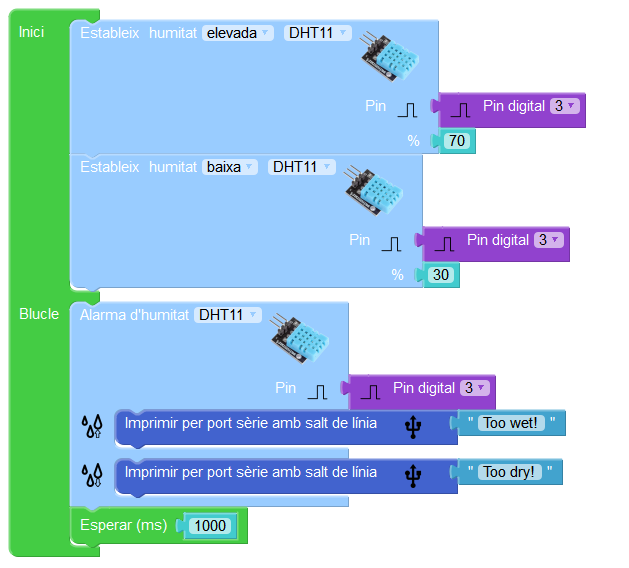 Inici
Estableix humitat elevada DHT11
Pin Pin digital 3
% 70
Estableix humitat baixa DHT11
Pin Pin digital 3
% 30
Blucle
Alarma d'humitat DHT11
Pin Pin digital 3
Imprimir per port sèrie amb salt de línia " Too wet! "
Imprimir per port sèrie amb salt de línia " Too dry! "
Esperar (ms) 1000